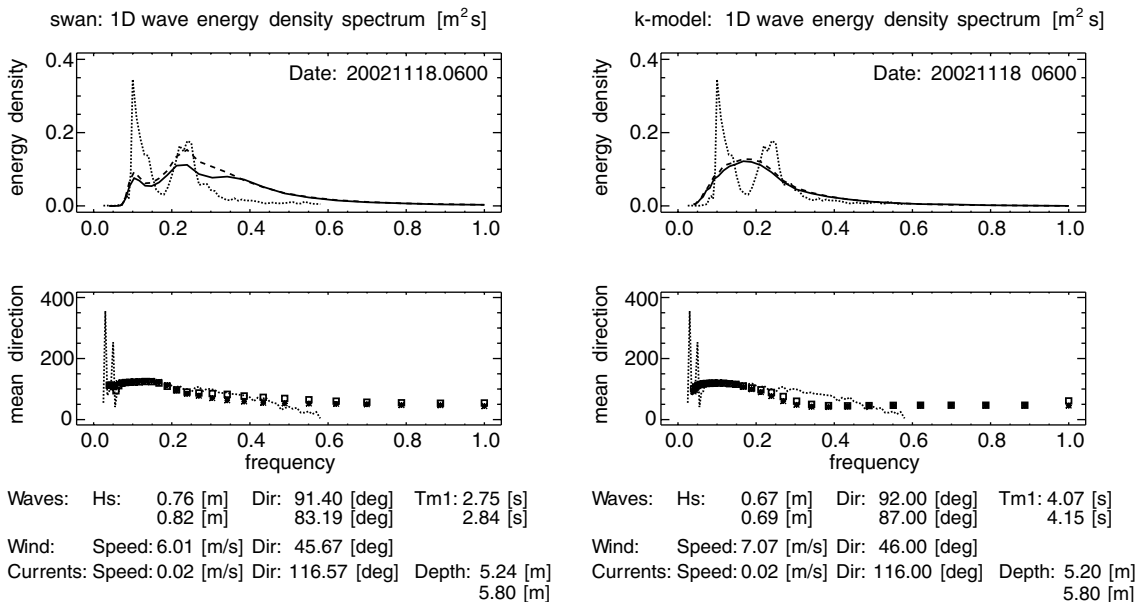 swan: 1D wave energy density spectrum [m² s]
energy density
0.4
0.2
0.0
Date: 20021118.0600
0.0 0.2 0.4 0.6 0.8 1.0
mean direction
400
200
0
0.0 0.2 0.4 0.6 0.8 1.0
frequency
Waves: Hs: 0.76 [m] Dir: 91.40 [deg] Tm1: 2.75 [s]
0.82 [m] 83.19 [deg] 2.84 [s]
Wind: Speed: 6.01 [m/s] Dir: 45.67 [deg]
Currents: Speed: 0.02 [m/s] Dir: 116.57 [deg] Depth: 5.24 [m]
5.80 [m]
k-model: 1D wave energy density spectrum [m² s]
energy density
0.4
0.2
0.0
Date: 20021118 0600
0.0 0.2 0.4 0.6 0.8 1.0
mean direction
400
200
0
0.0 0.2 0.4 0.6 0.8 1.0
frequency
Waves: Hs: 0.67 [m] Dir: 92.00 [deg] Tm1: 4.07 [s]
0.69 [m] 87.00 [deg] 4.15 [s]
Wind: Speed: 7.07 [m/s] Dir: 46.00 [deg]
Currents: Speed: 0.02 [m/s] Dir: 116.00 [deg] Depth: 5.20 [m]
5.80 [m]